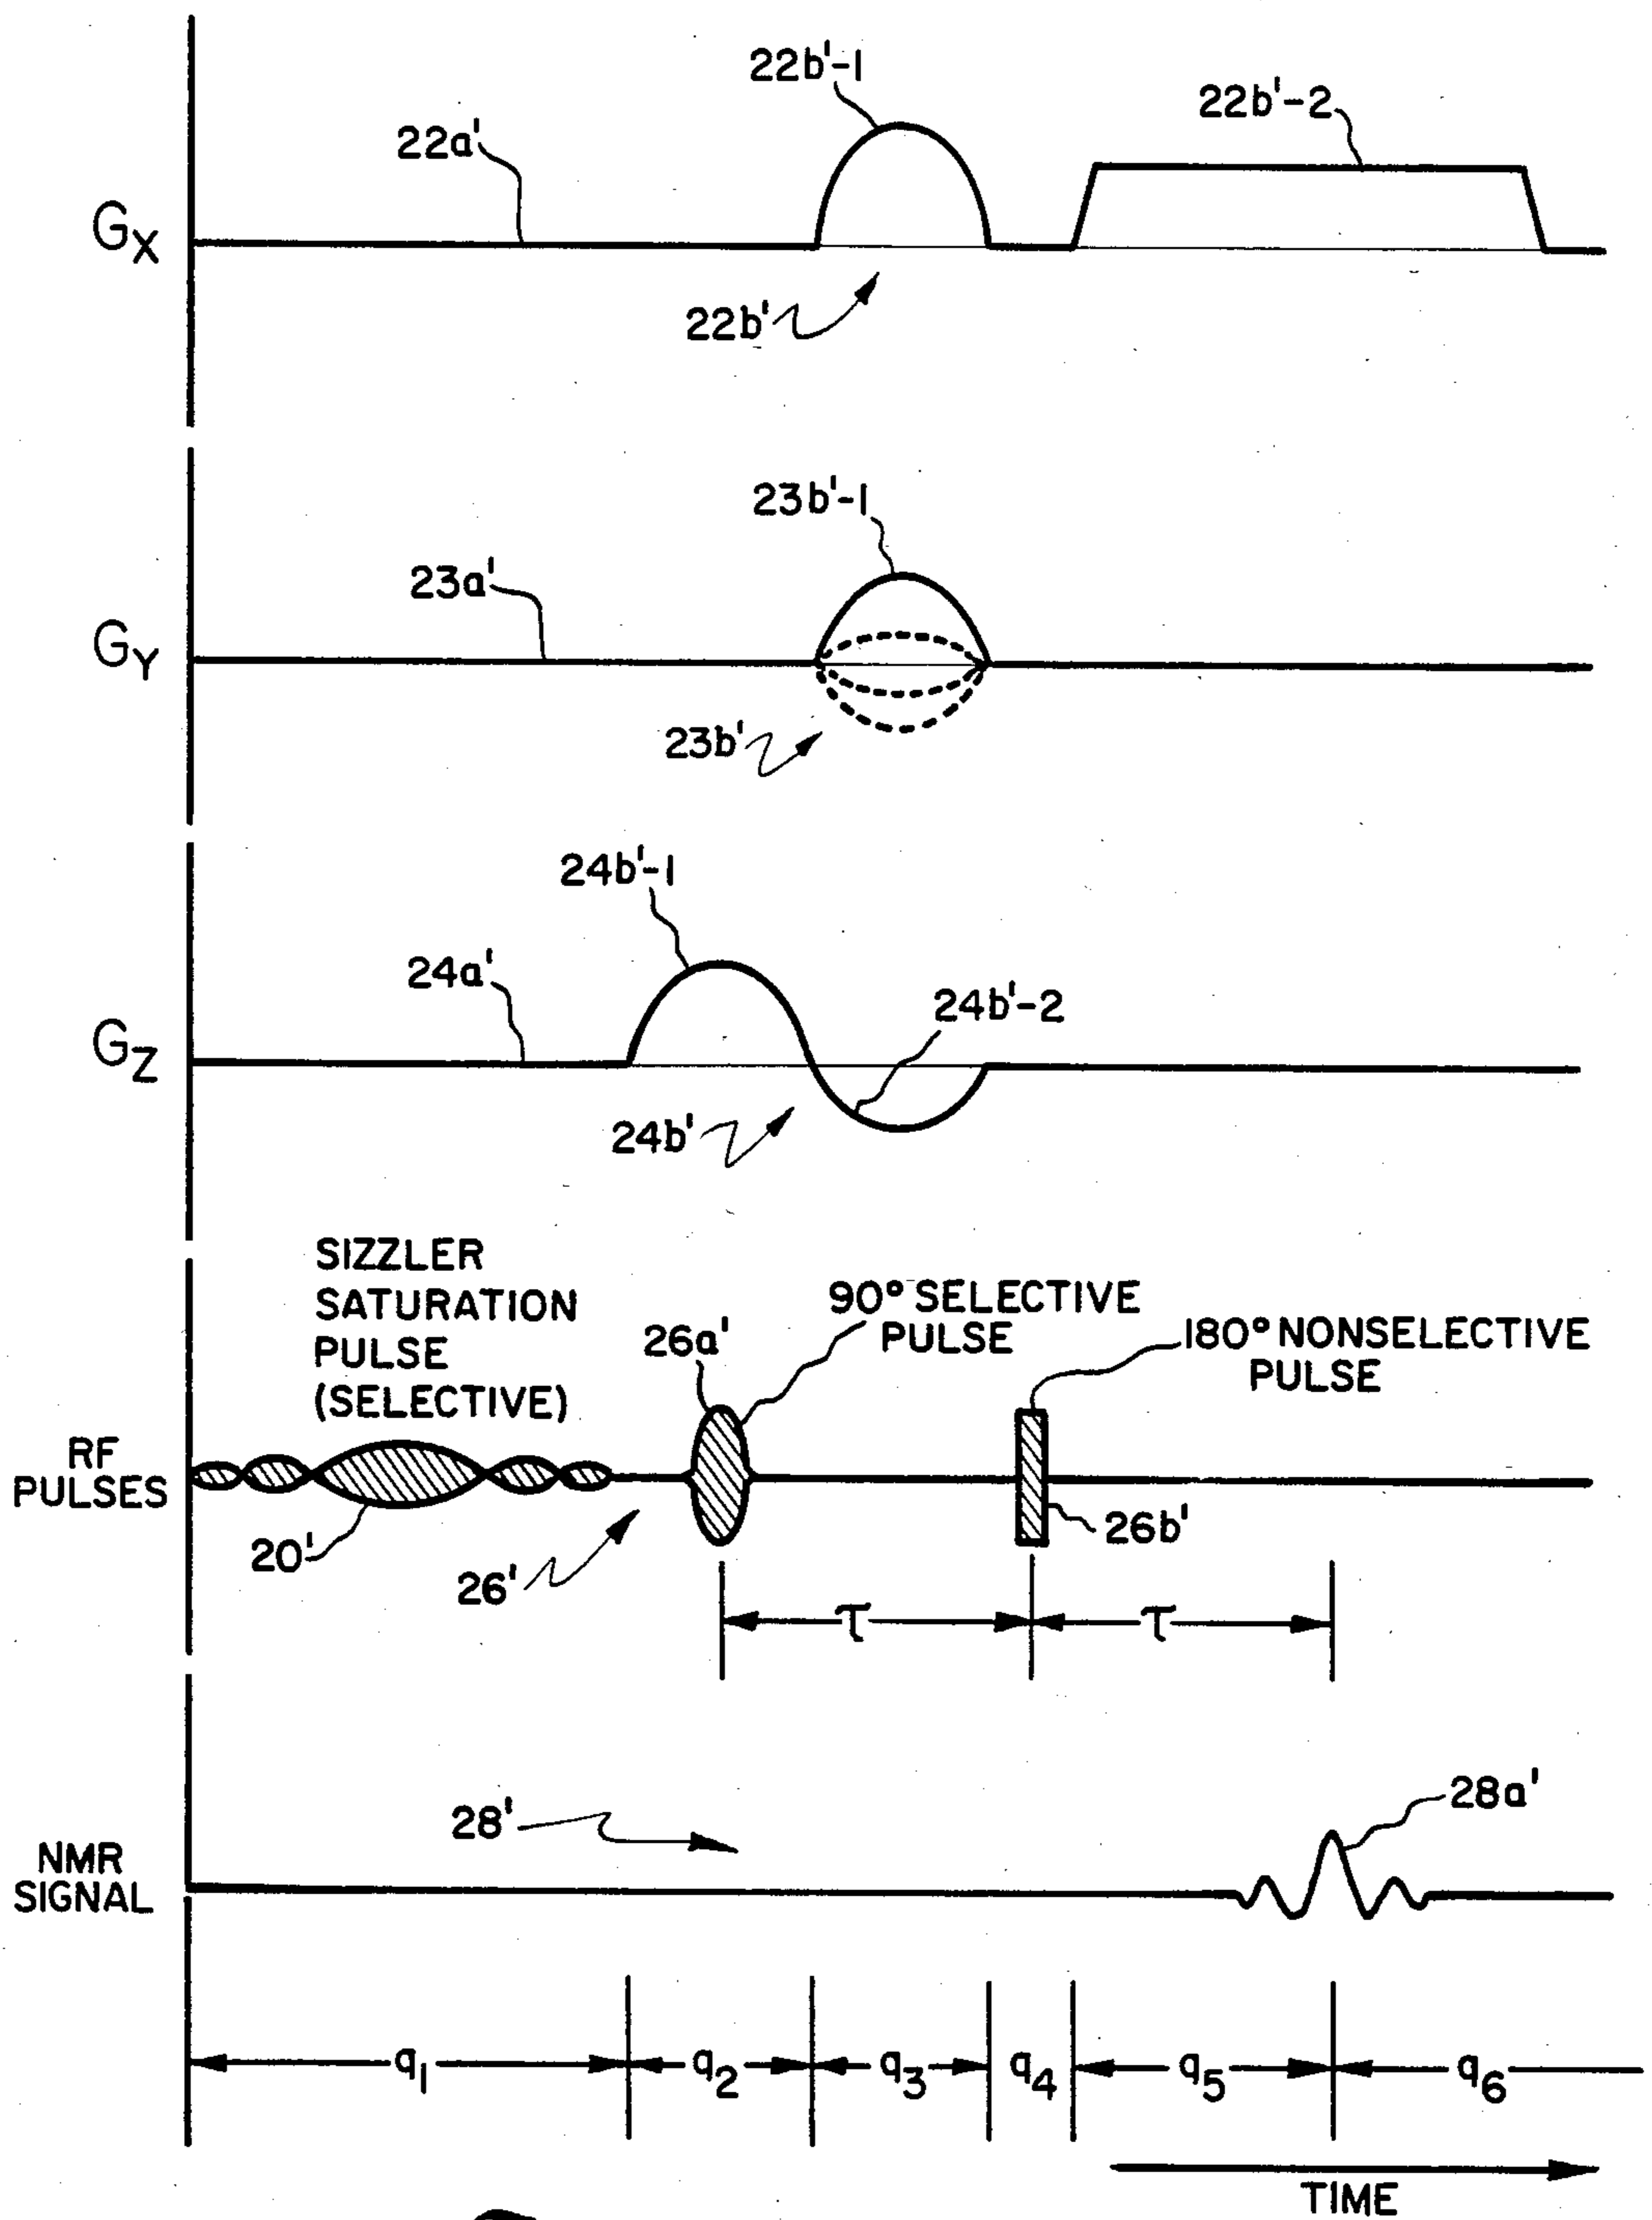 22b'-1
22b'-2
22a'
GX
22b'
23b'-1
23a'
GY
23b'
24b'-1
24a'
24b'-2
GZ
24b'
SIZZLER
SATURATION
PULSE
(SELECTIVE)
90° SELECTIVE
PULSE
26a'
180° NONSELECTIVE
PULSE
RF
PULSES
20'
26b'
26'
τ
τ
28a'
28'
NMR
SIGNAL
q1
q2
q3
q4
q5
q6
TIME